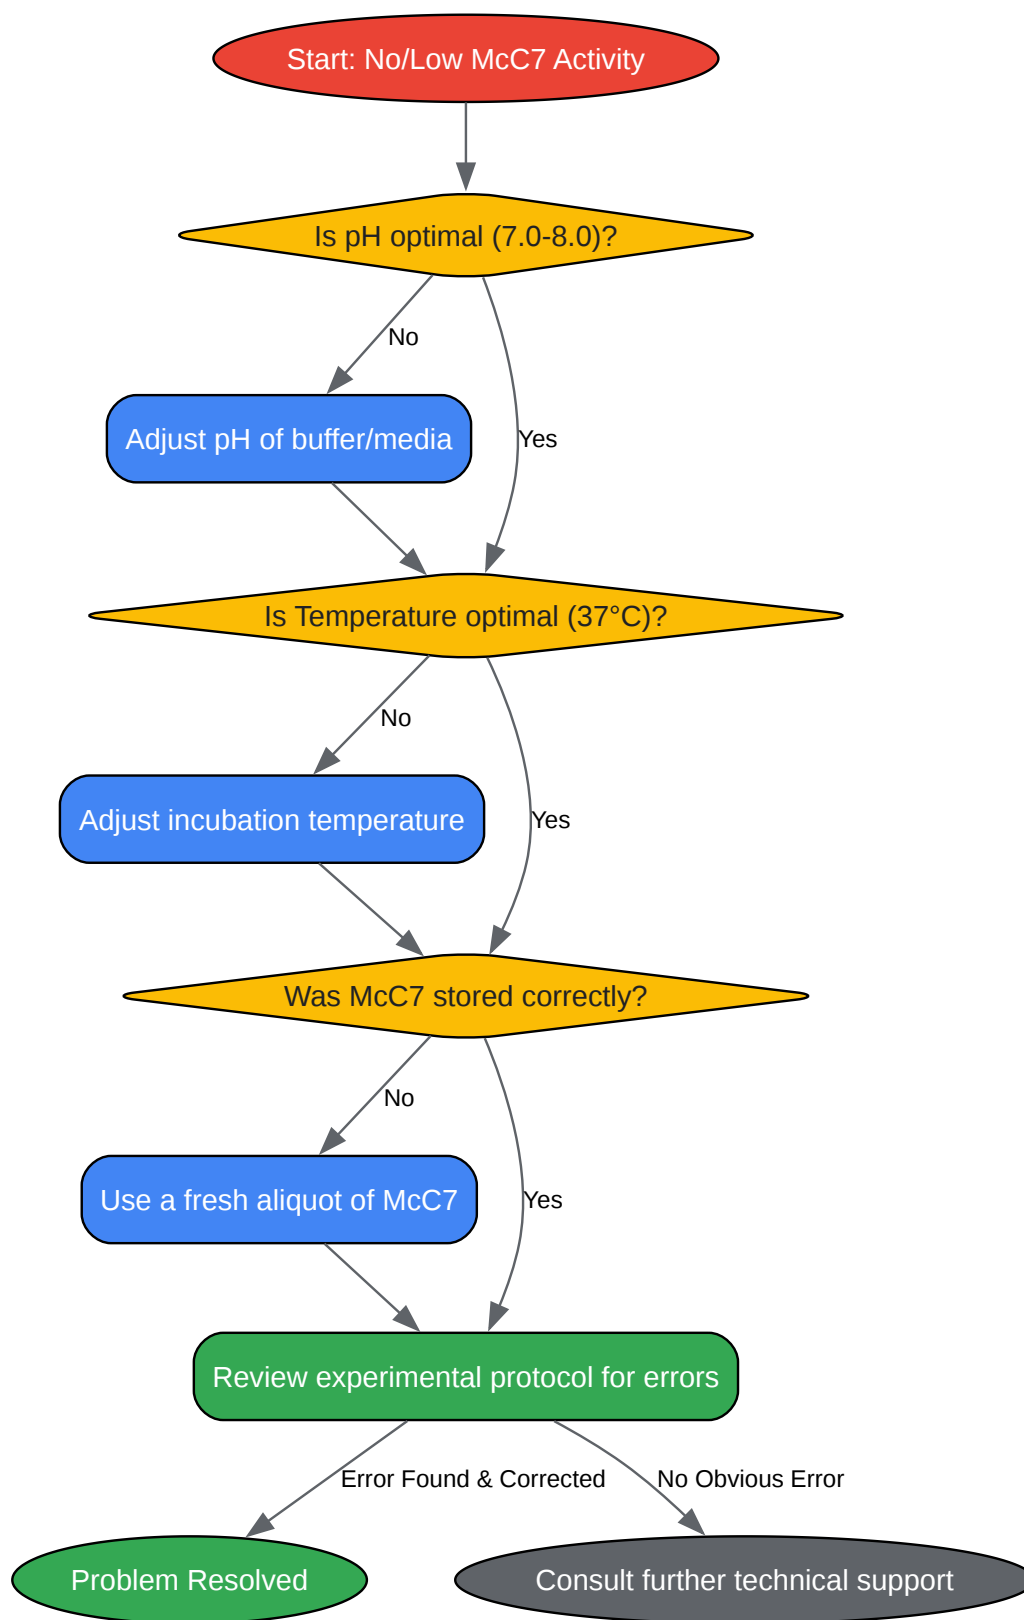 Start: No/Low McC7 Activity
Is pH optimal (7.0-8.0)?
No
Adjust pH of buffer/media
Yes
Is Temperature optimal (37°C)?
No
Adjust incubation temperature
Yes
Was McC7 stored correctly?
No
Use a fresh aliquot of McC7
Yes
Review experimental protocol for errors
Error Found & Corrected
No Obvious Error
Problem Resolved
Consult further technical support